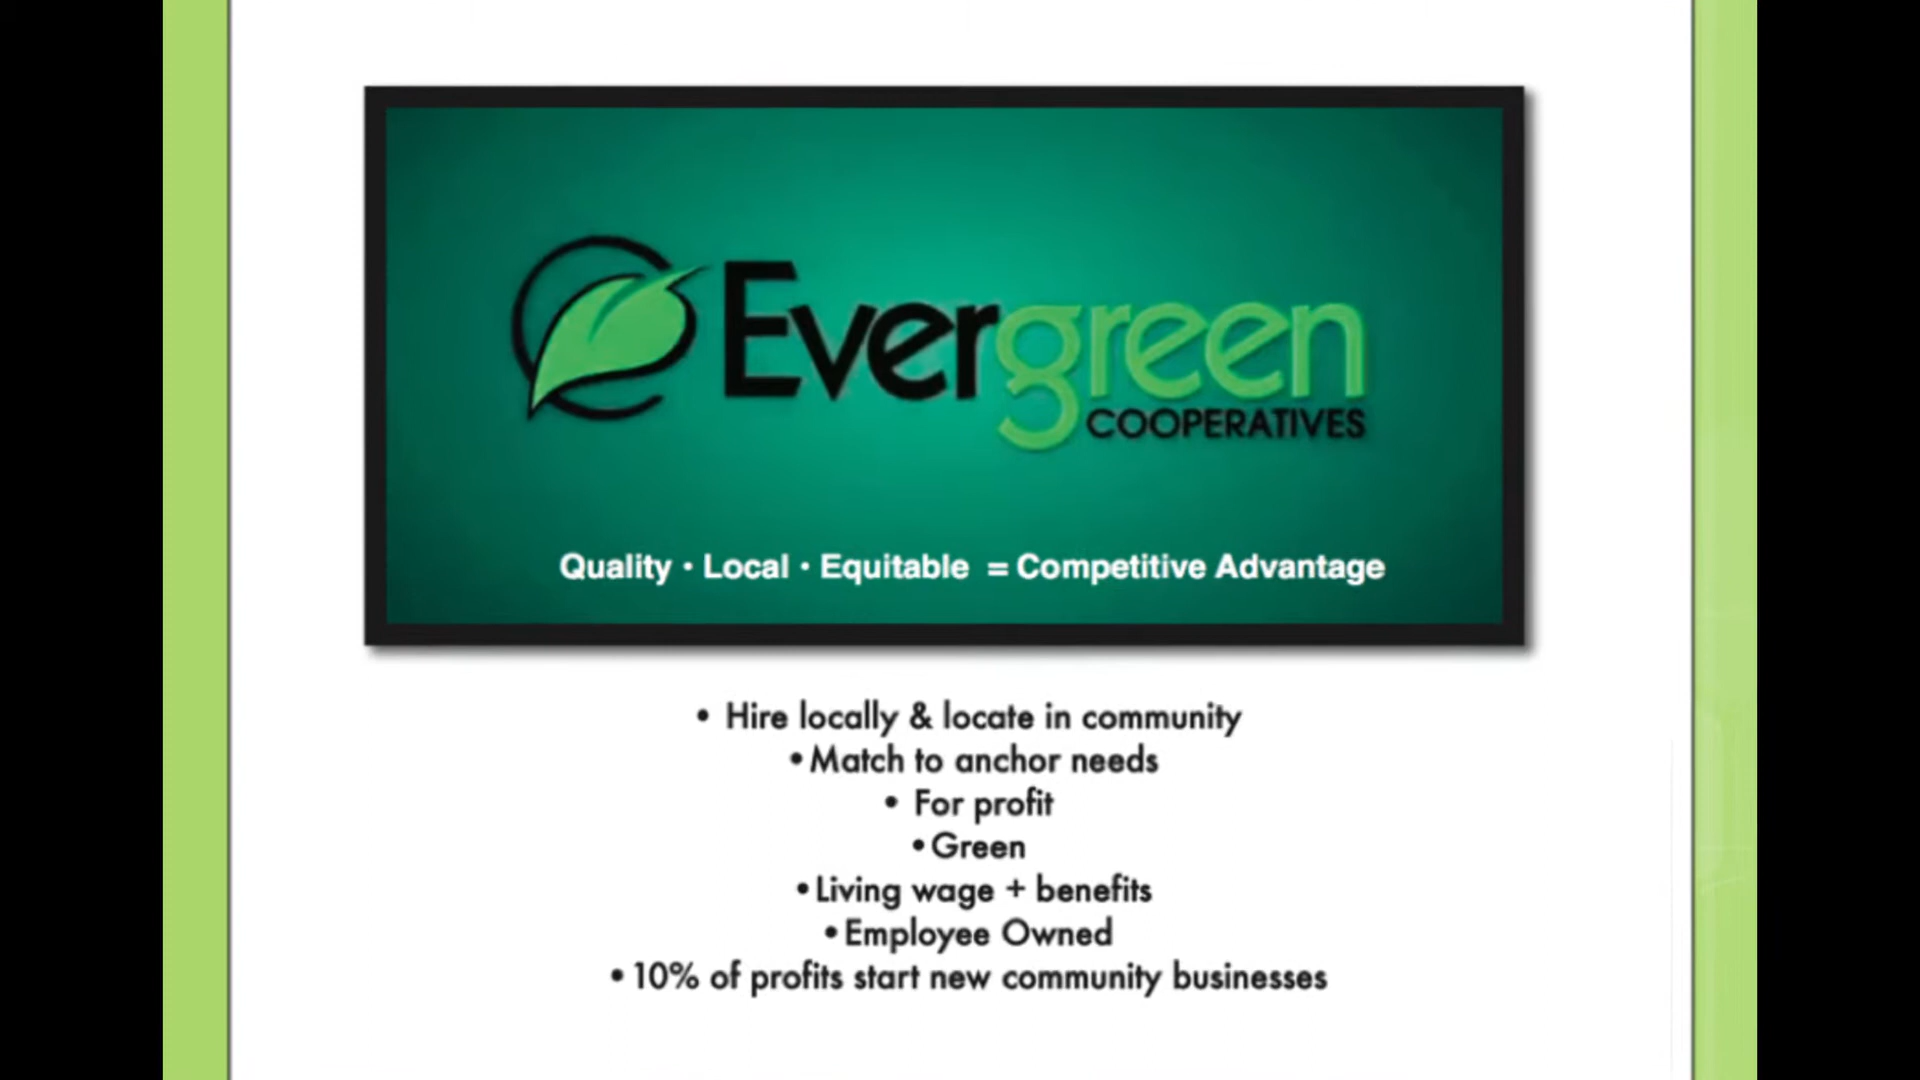 Evergreen
COOPERATIVES
Quality • Local • Equitable = Competitive Advantage
• Hire locally & locate in community
• Match to anchor needs
• For profit
• Green
• Living wage + benefits
• Employee Owned
• 10% of profits start new community businesses